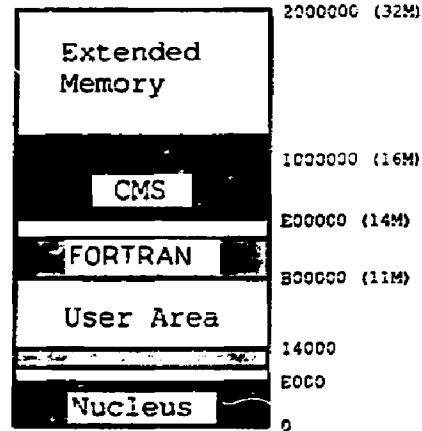 2000000 (32M)
Extended
Memory
1000000 (16M)
CMS
E00000 (14M)
FORTRAN
B00000 (11M)
User Area
14000
E000
Nucleus
0